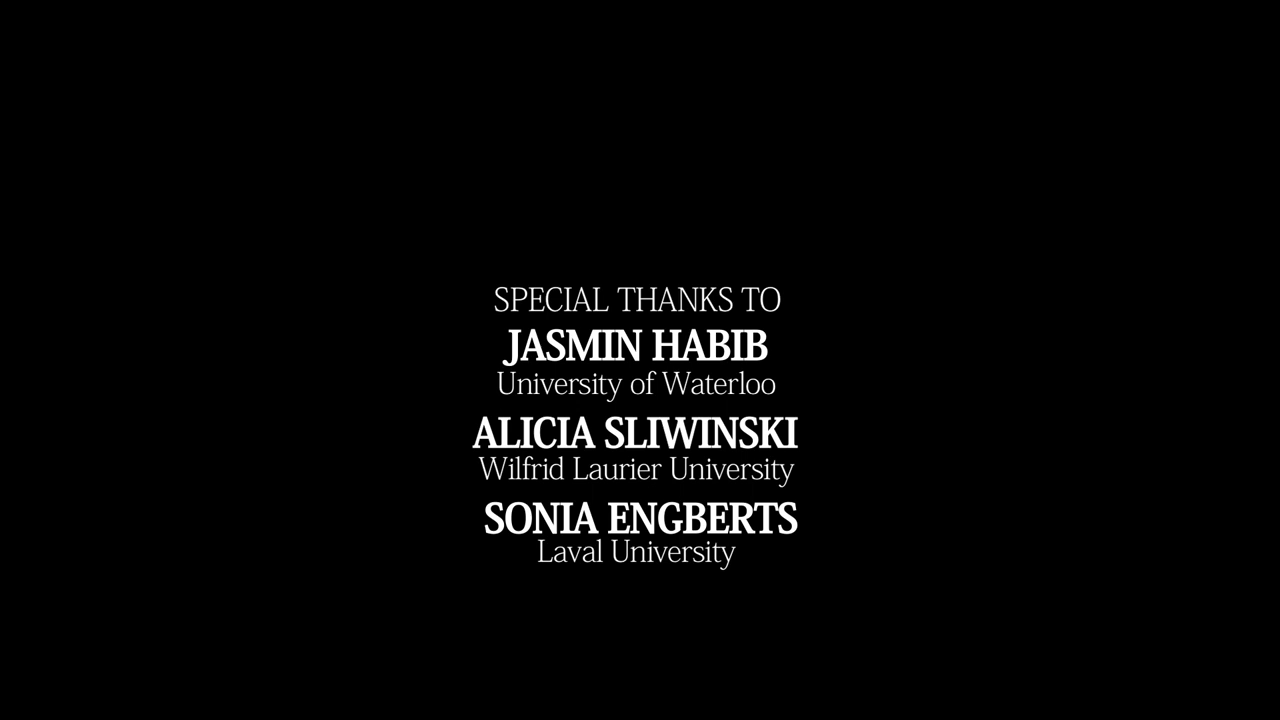 SPECIAL THANKS TO
JASMIN HABIB
University of Waterloo
ALICIA SLIWINSKI
Wilfrid Laurier University
SONIA ENGBERTS
Laval University